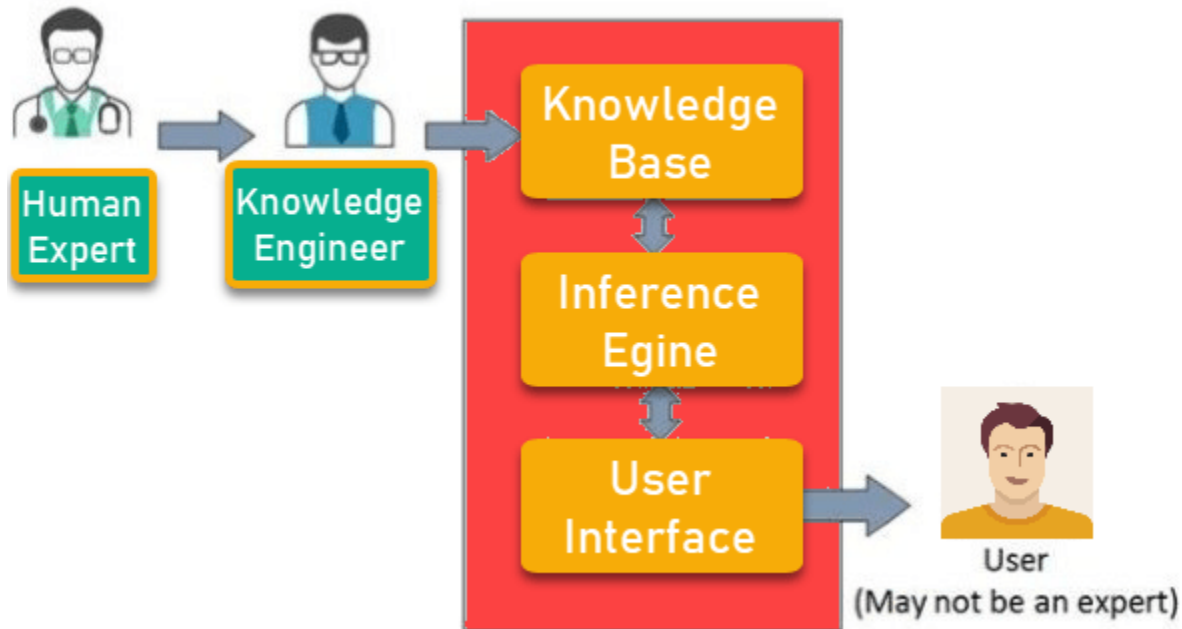 Human
Expert
Knowledge
Engineer
Knowledge
Base
Inference
Egine
User
Interface
User
(May not be an expert)